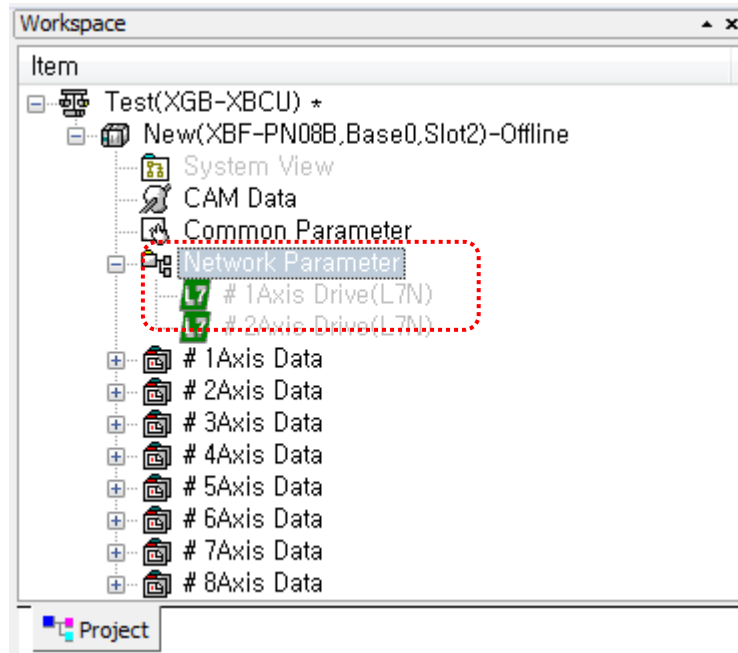 Workspace
Item
Test(XGB-XBCU) *
New(XBF-PN08B,Base0,Slot2)-Offline
System View
CAM Data
Common Parameter
Network Parameter
L7 # 1Axis Drive(L7N)
L7 # 2Axis Drive(L7N)
# 1Axis Data
# 2Axis Data
# 3Axis Data
# 4Axis Data
# 5Axis Data
# 6Axis Data
# 7Axis Data
# 8Axis Data
Project